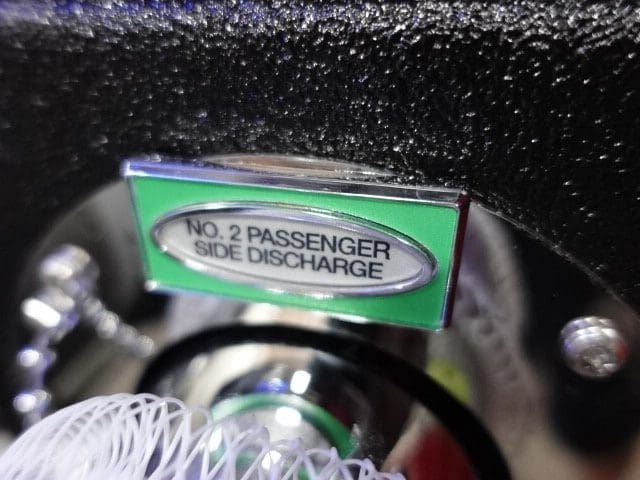 NO. 2 PASSENGER
SIDE DISCHARGE